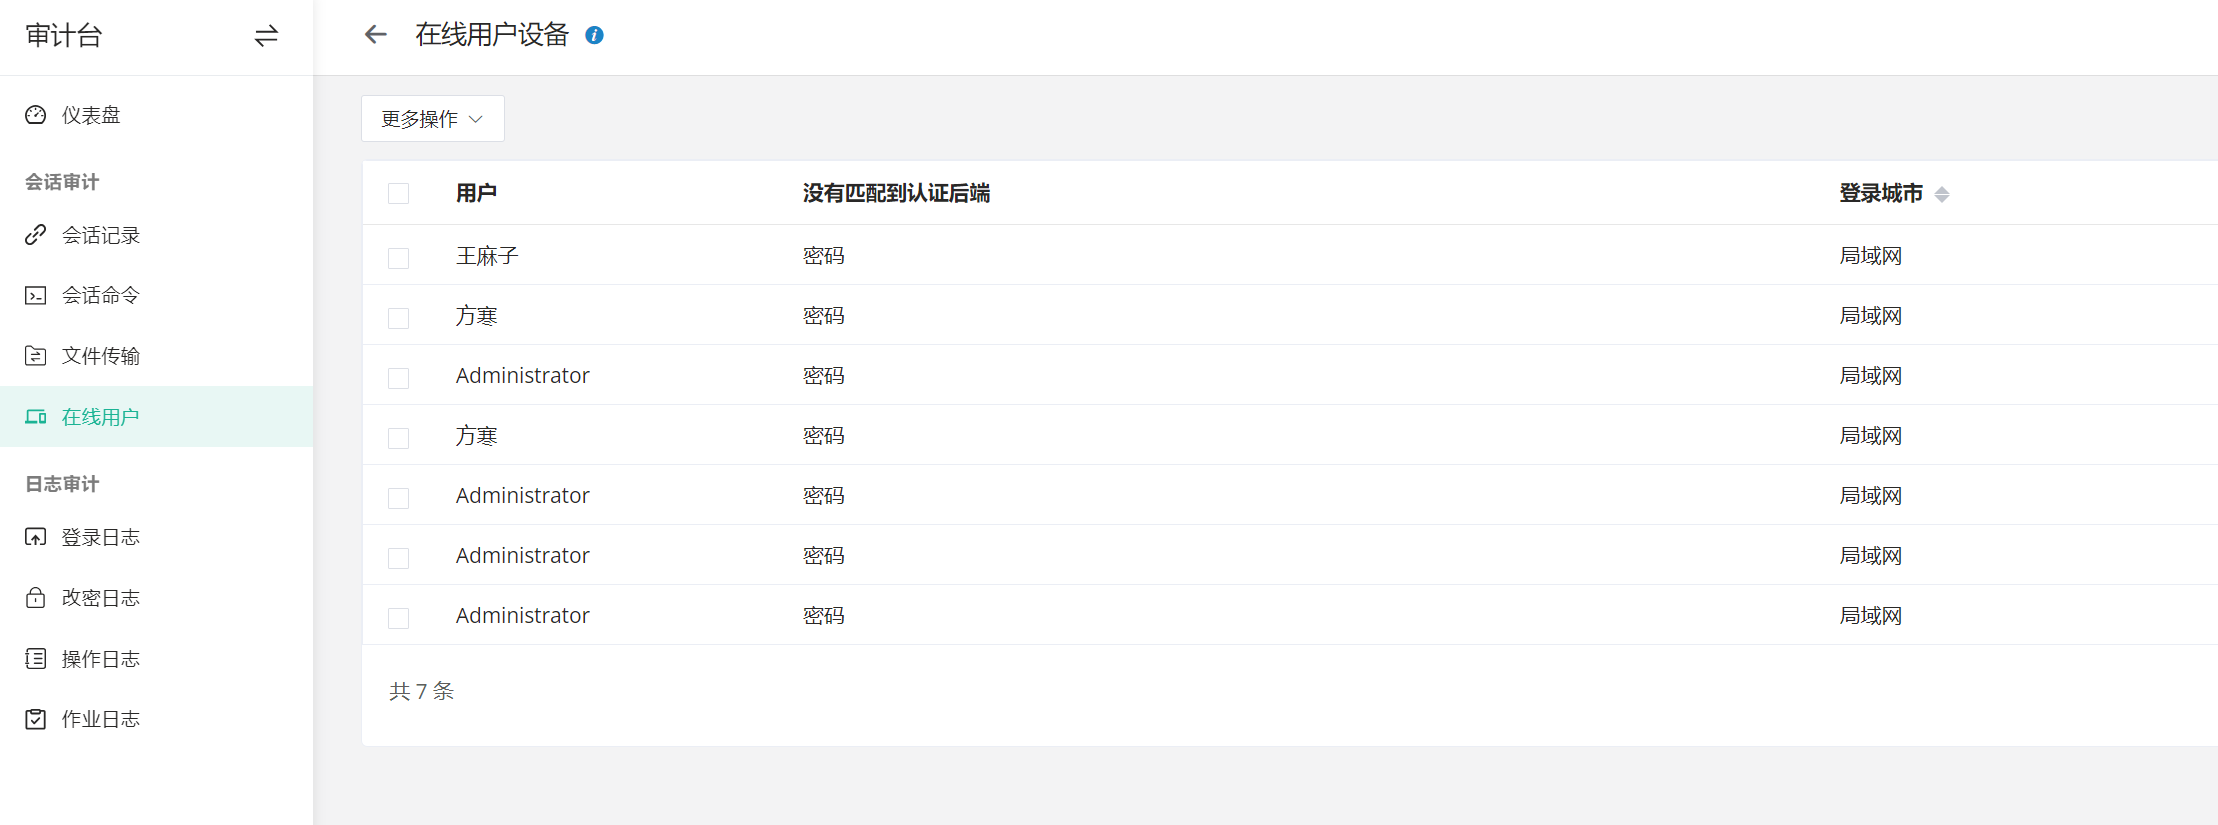 审计台
仪表盘
会话审计
会话记录
会话命令
文件传输
在线用户
日志审计
登录日志
改密日志
操作日志
作业日志
在线用户设备
更多操作
用户 没有匹配到认证后端 登录城市
王麻子 密码 局域网
方寒 密码 局域网
Administrator 密码 局域网
方寒 密码 局域网
Administrator 密码 局域网
Administrator 密码 局域网
Administrator 密码 局域网
共 7 条